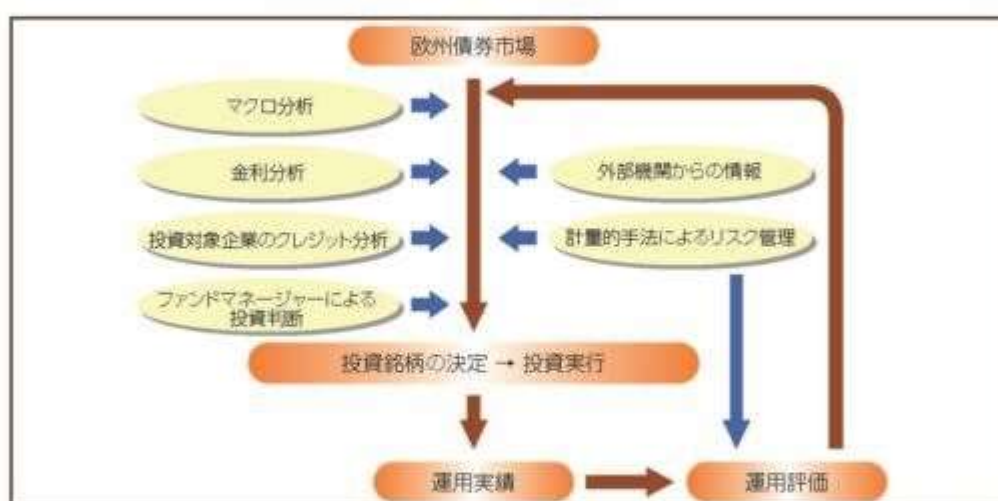 欧州債券市場
マクロ分析
金利分析
外部機関からの情報
投資対象企業のクレジット分析
計量的手法によるリスク管理
ファンドマネージャーによる
投資判断
投資銘柄の決定 → 投資実行
運用実績
運用評価